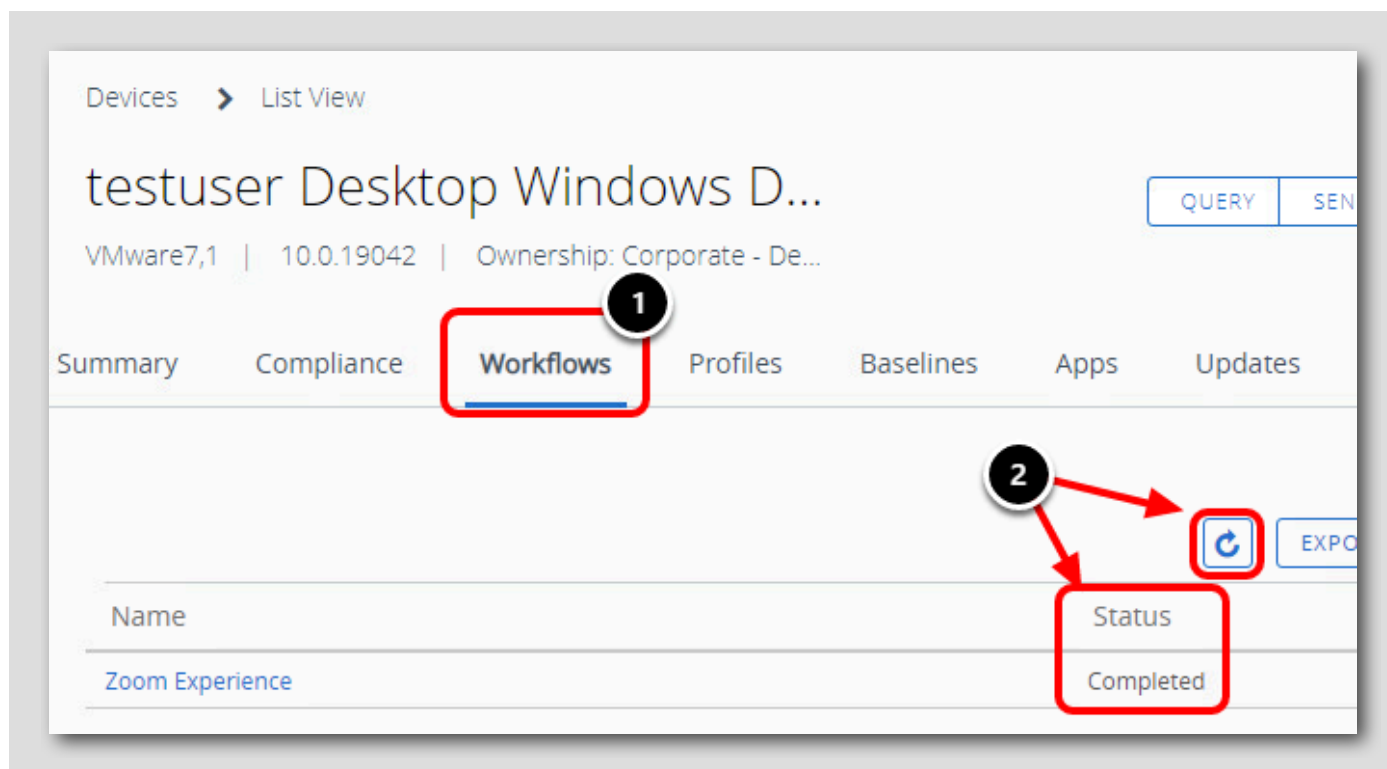 Devices > List View
testuser Desktop Windows D...
QUERY SEN
VMware7,1 | 10.0.19042 | Ownership: Corporate - De...
1
Summary Compliance Workflows Profiles Baselines Apps Updates
2
EXPO
Name Status
Zoom Experience Completed